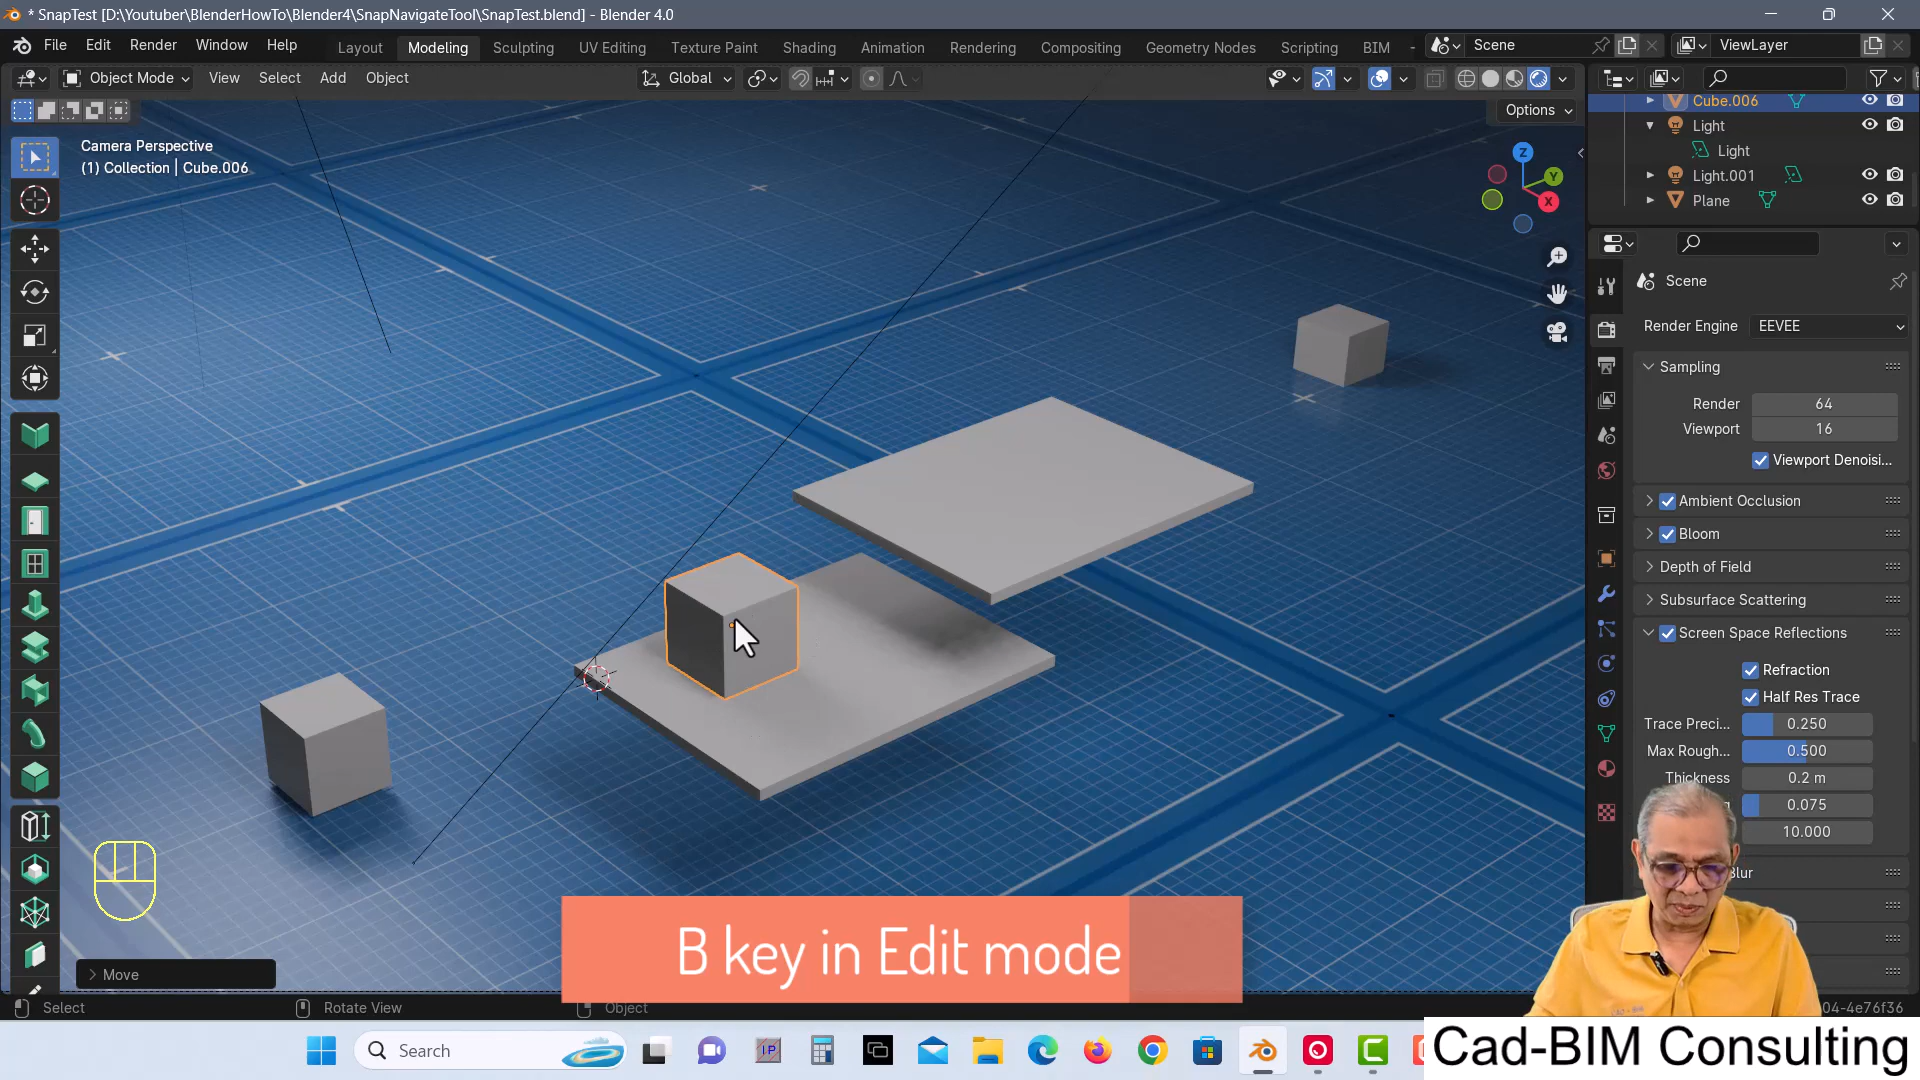 * SnapTest [D:\Youtuber\BlenderHowTo\Blender4\SnapNavigateTool\SnapTest.blend] - Blender 4.0
File Edit Render Window Help
Layout Modeling Sculpting UV Editing Texture Paint Shading Animation Rendering Compositing Geometry Nodes Scripting BIM
Scene
ViewLayer
Object Mode View Select Add Object
Global
Options
Camera Perspective
(1) Collection | Cube.006
Z
Y
X
Cube.006
Light
Light
Light.001
Plane
Scene
Render Engine EEVEE
Sampling
Render 64
Viewport 16
Viewport Denoisi...
Ambient Occlusion
Bloom
Depth of Field
Subsurface Scattering
Screen Space Reflections
Refraction
Half Res Trace
Trace Preci... 0.250
Max Rough... 0.500
Thickness 0.2 m
0.075
10.000
Blur
Move
B key in Edit mode
Select
Rotate View
Object
04-4e76f36
Search
IP
Cad-BIM Consulting